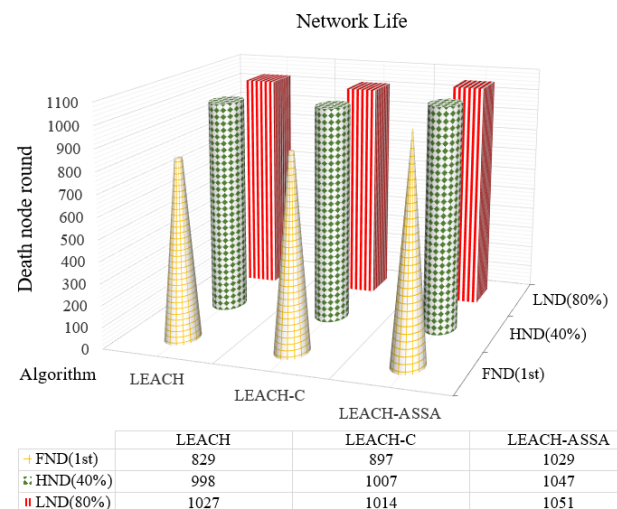 Network Life
1100
1000
900
800
700
600
500
400
300
200
100
0
Death node round
Algorithm
LEACH
LEACH-C
LEACH-ASSA
LND(80%)
HND(40%)
FND(1st)
LEACH LEACH-C LEACH-ASSA
FND(1st) 829 897 1029
HND(40%) 998 1007 1047
LND(80%) 1027 1014 1051